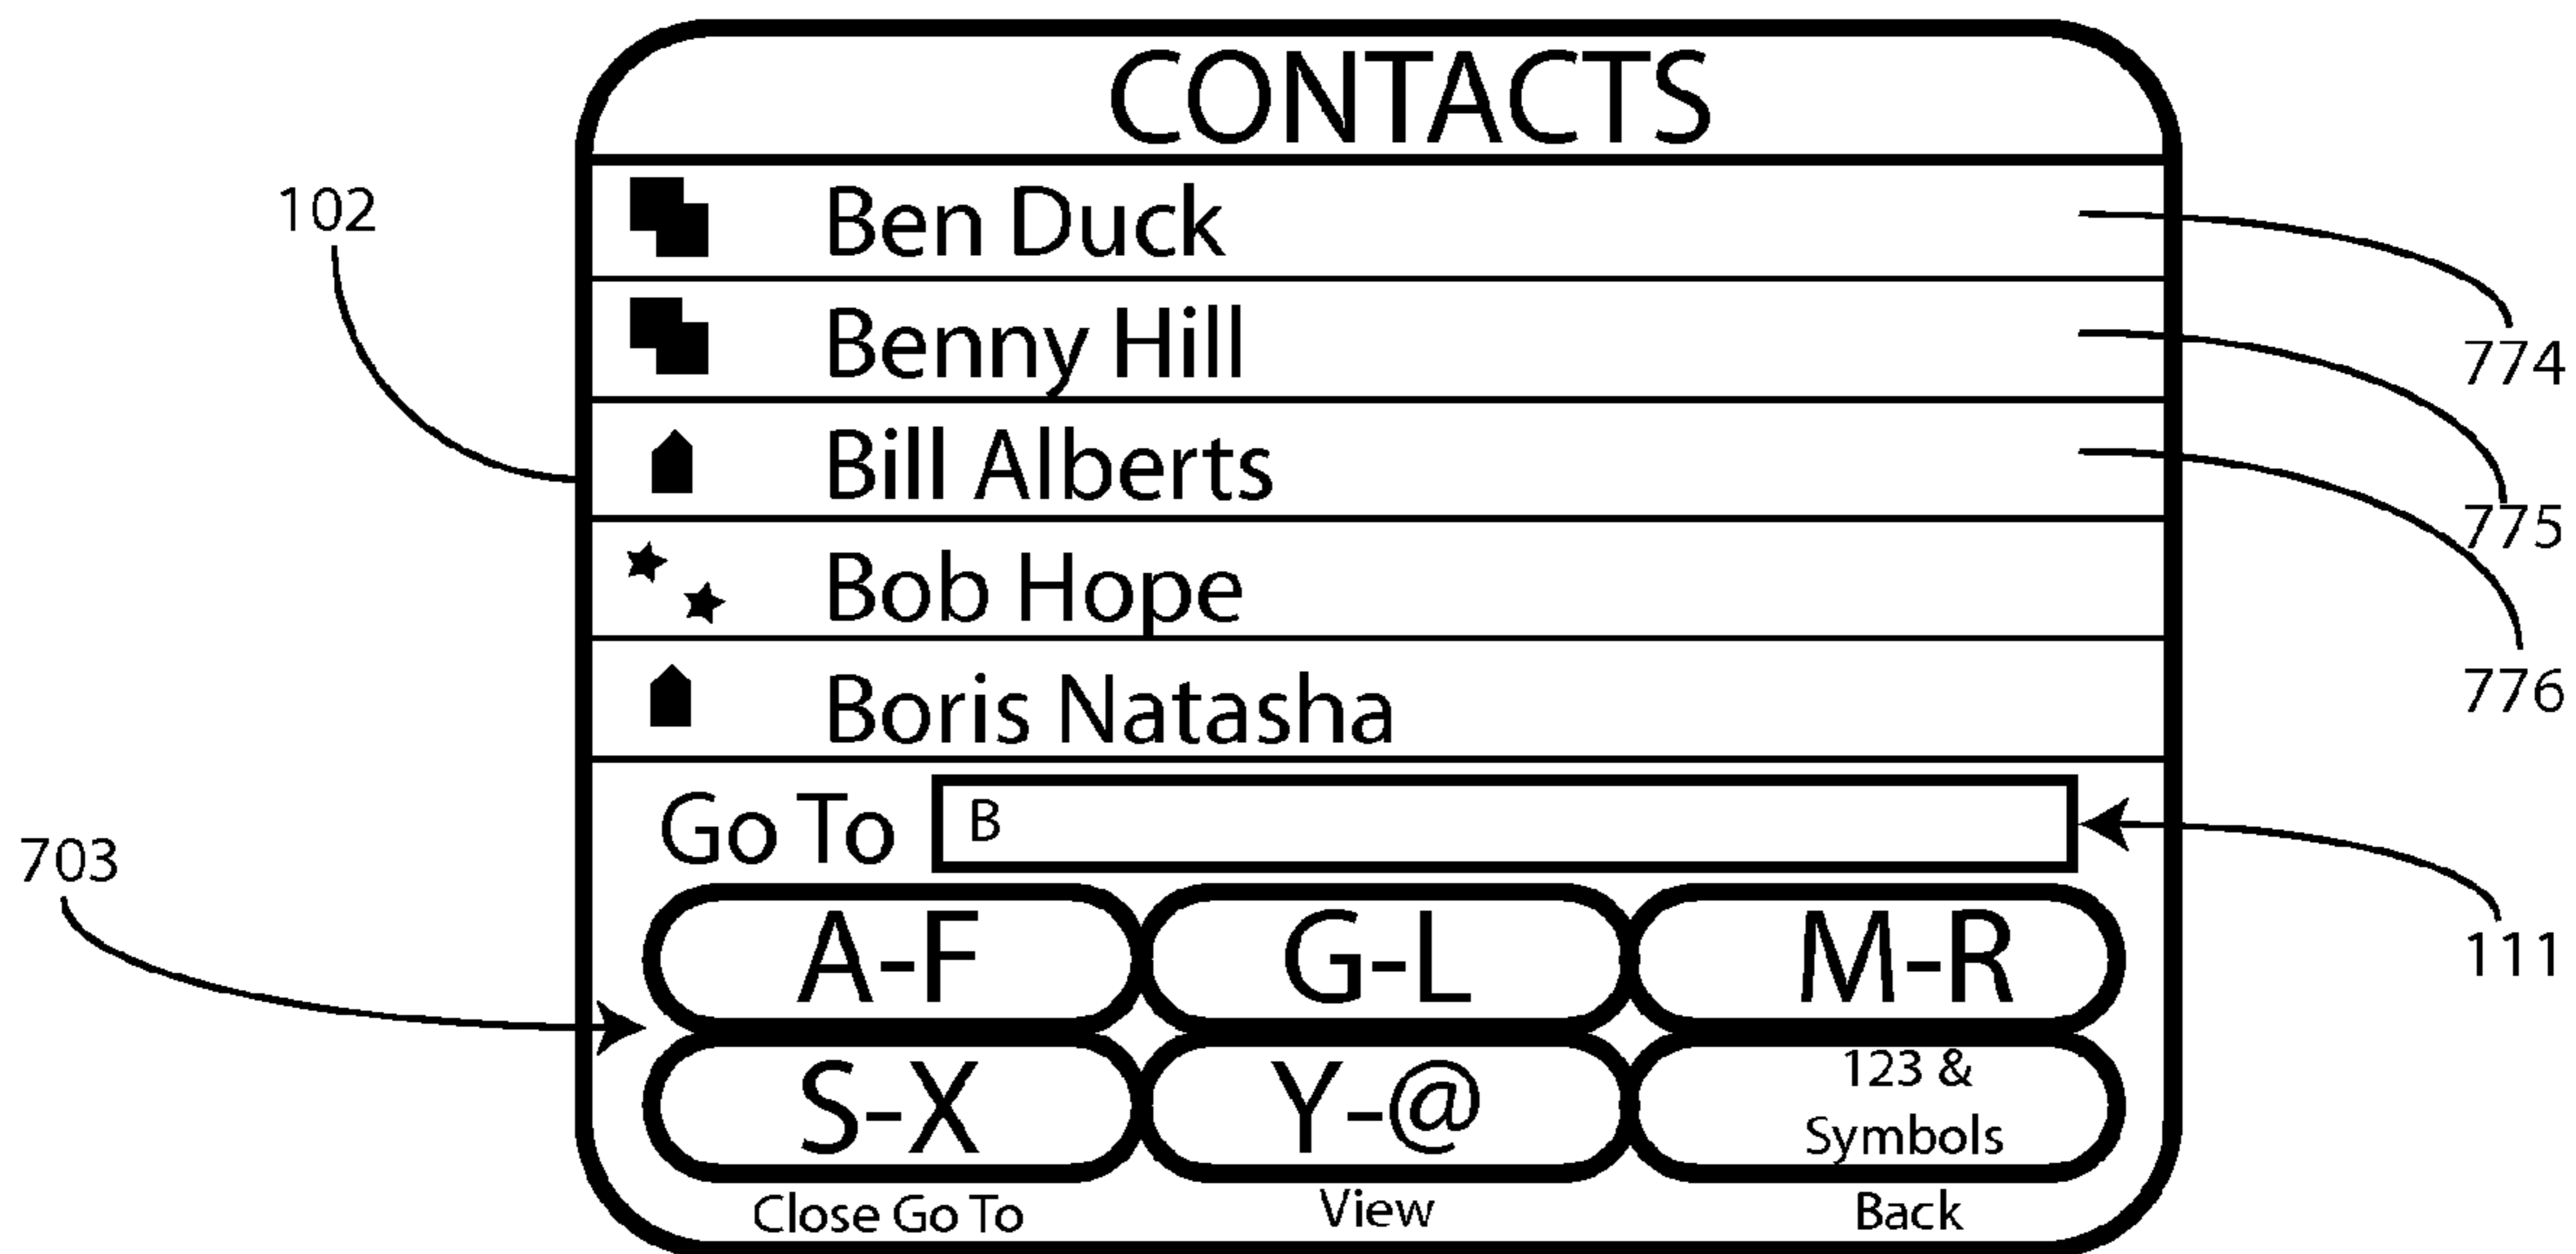 CONTACTS
102
Ben Duck
774
Benny Hill
775
Bill Alberts
776
Bob Hope
Boris Natasha
Go To B
111
703
A-F G-L M-R
S-X Y-@ 123 &
Symbols
Close Go To View Back